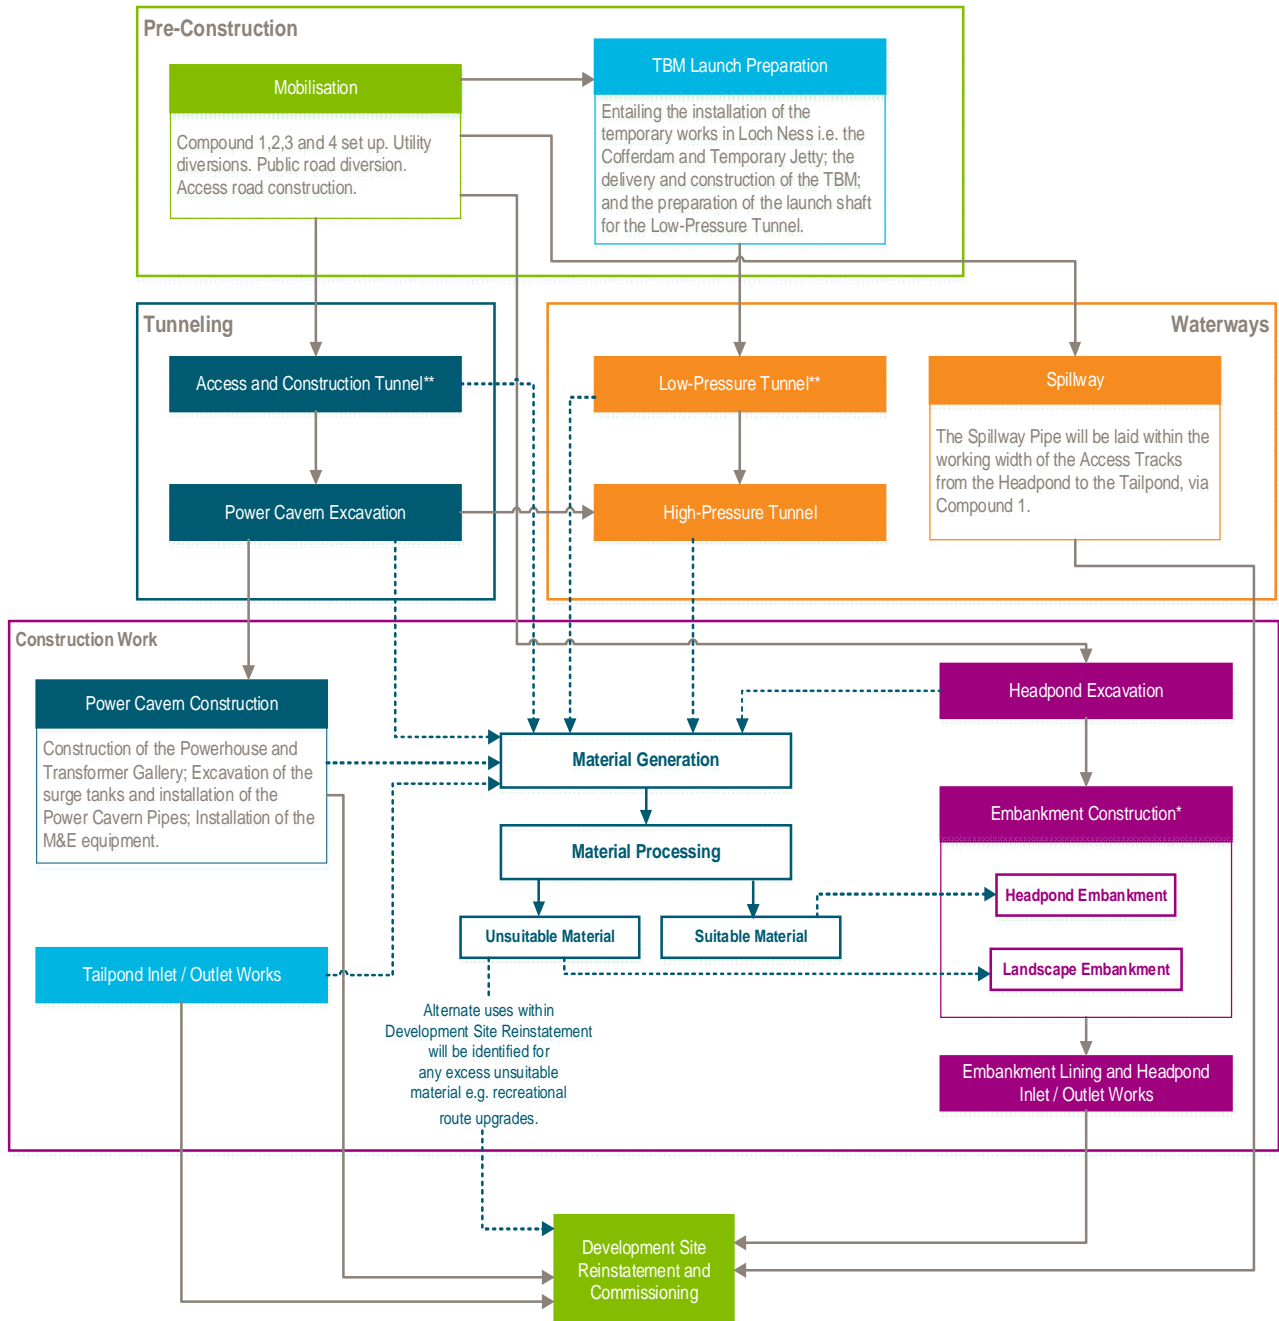 Pre-Construction
Mobilisation
Compound 1,2,3 and 4 set up. Utility
diversions. Public road diversion.
Access road construction.
TBM Launch Preparation
Entailing the installation of the
temporary works in Loch Ness i.e. the
Cofferdam and Temporary Jetty; the
delivery and construction of the TBM;
and the preparation of the launch shaft
for the Low-Pressure Tunnel.
Tunneling
Access and Construction Tunnel**
Power Cavern Excavation
Waterways
Low-Pressure Tunnel**
High-Pressure Tunnel
Spillway
The Spillway Pipe will be laid within the
working width of the Access Tracks
from the Headpond to the Tailpond, via
Compound 1.
Construction Work
Power Cavern Construction
Construction of the Powerhouse and
Transformer Gallery; Excavation of the
surge tanks and installation of the
Power Cavern Pipes; Installation of the
M&E equipment.
Tailpond Inlet / Outlet Works
Material Generation
Material Processing
Unsuitable Material
Suitable Material
Alternate uses within
Development Site Reinstatement
will be identified for
any excess unsuitable
material e.g. recreational
route upgrades.
Headpond Excavation
Embankment Construction*
Headpond Embankment
Landscape Embankment
Embankment Lining and Headpond
Inlet / Outlet Works
Development Site
Reinstatement and
Commissioning